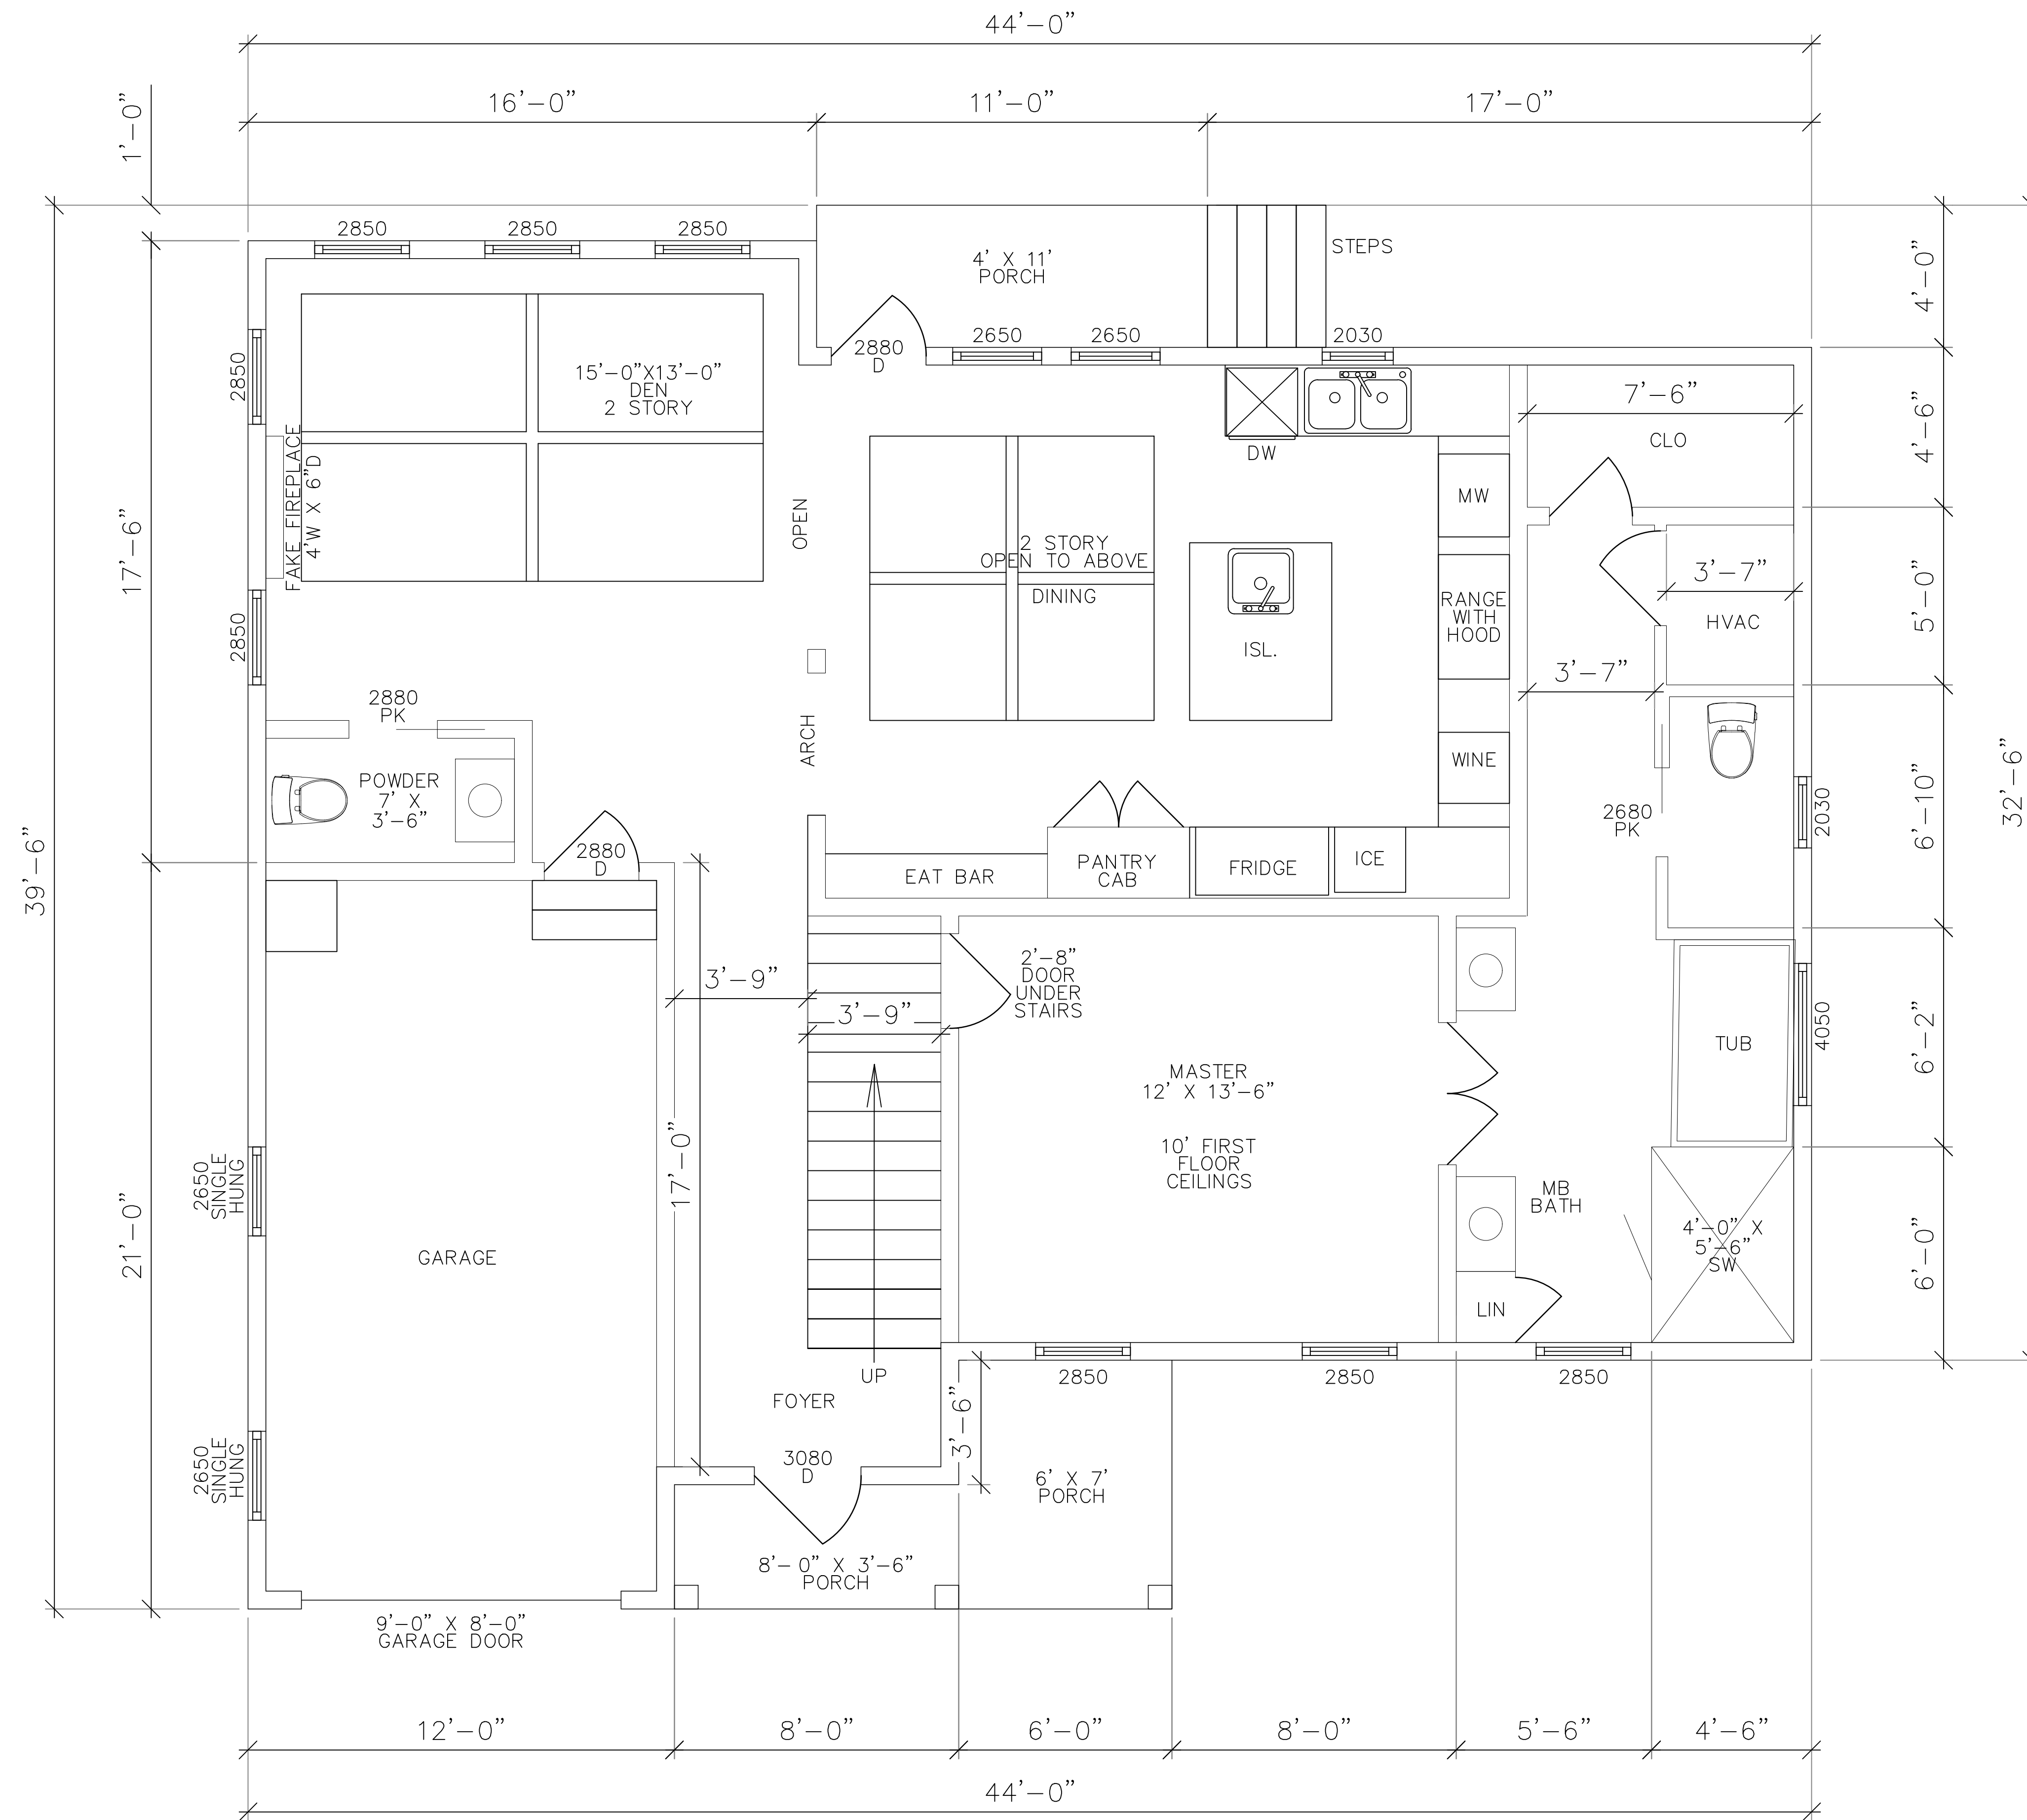 44'-0"
16'-0"
11'-0"
17'-0"
1'-0"
2850
2850
2850
STEPS
4' X 11'
PORCH
4'-0"
2650
2650
2030
2880
D
2850
15'-0"X13'-0"
DEN
2 STORY
7'-6"
CLO
4'-6"
DW
FAKE FIREPLACE
4'W X 6"D
MW
OPEN
17'-6"
2 STORY
OPEN TO ABOVE
DINING
3'-7"
5'-0"
RANGE
WITH
HOOD
HVAC
2850
ISL.
3'-7"
2880
PK
ARCH
WINE
32'-6"
POWDER
7' X
3'-6"
2680
PK
2030
6'-10"
39'-6"
2880
D
EAT BAR
PANTRY
CAB
FRIDGE
ICE
3'-9"
2'-8"
DOOR
UNDER
STAIRS
3'-9"
TUB
4050
6'-2"
MASTER
12' X 13'-6"
10' FIRST
FLOOR
CEILINGS
17'-0"
2650
SINGLE
HUNG
21'-0"
MB
BATH
4'-0" X
5'-6"
SW
6'-0"
GARAGE
LIN
UP
2850
2850
2850
FOYER
3'-6"
3080
D
2650
SINGLE
HUNG
6' X 7'
PORCH
8'-0" X 3'-6"
PORCH
9'-0" X 8'-0"
GARAGE DOOR
12'-0"
8'-0"
6'-0"
8'-0"
5'-6"
4'-6"
44'-0"